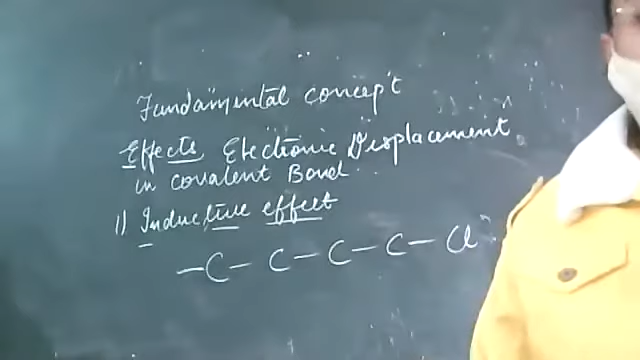 Fundamental concept
Effects Electronic Displacement
in covalent Bond..
1) Inductive effect
-C-C-C-C-Cl